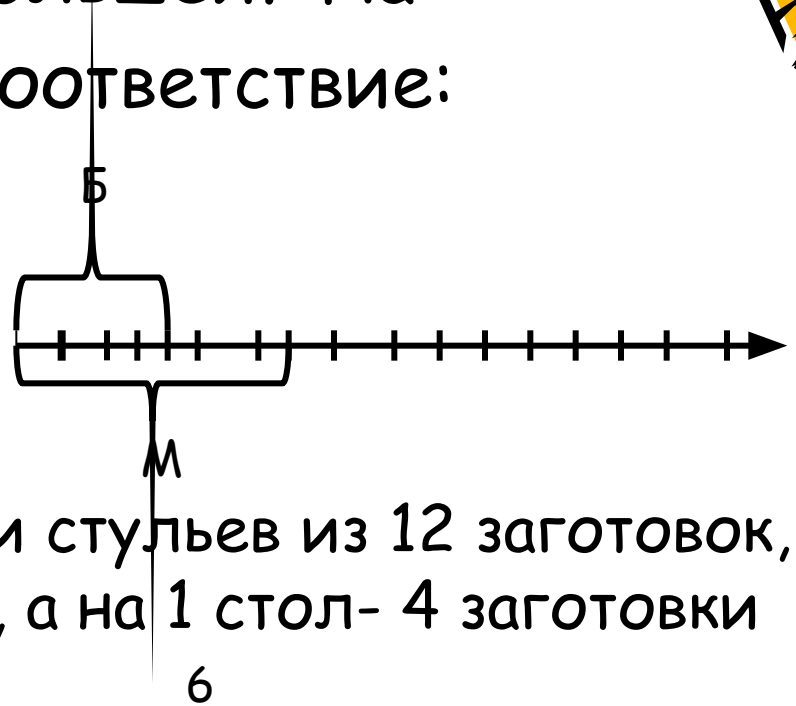 оответствие:
Б
М
и стульев из 12 заготовок,
, а на 1 стол- 4 заготовки
6